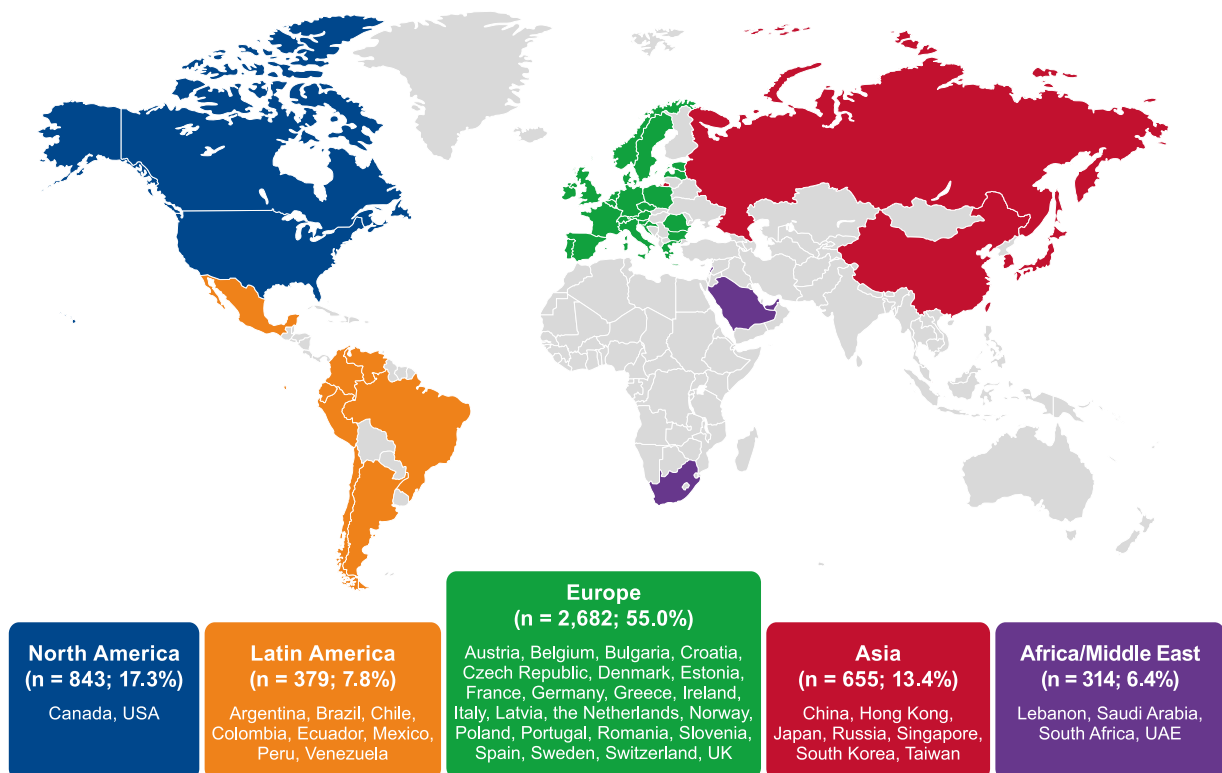 North America
(n = 843; 17.3%)
Canada, USA
Latin America
(n = 379; 7.8%)
Argentina, Brazil, Chile,
Colombia, Ecuador, Mexico,
Peru, Venezuela
Europe
(n = 2,682; 55.0%)
Austria, Belgium, Bulgaria, Croatia,
Czech Republic, Denmark, Estonia,
France, Germany, Greece, Ireland,
Italy, Latvia, the Netherlands, Norway,
Poland, Portugal, Romania, Slovenia,
Spain, Sweden, Switzerland, UK
Asia
(n = 655; 13.4%)
China, Hong Kong,
Japan, Russia, Singapore,
South Korea, Taiwan
Africa/Middle East
(n = 314; 6.4%)
Lebanon, Saudi Arabia,
South Africa, UAE